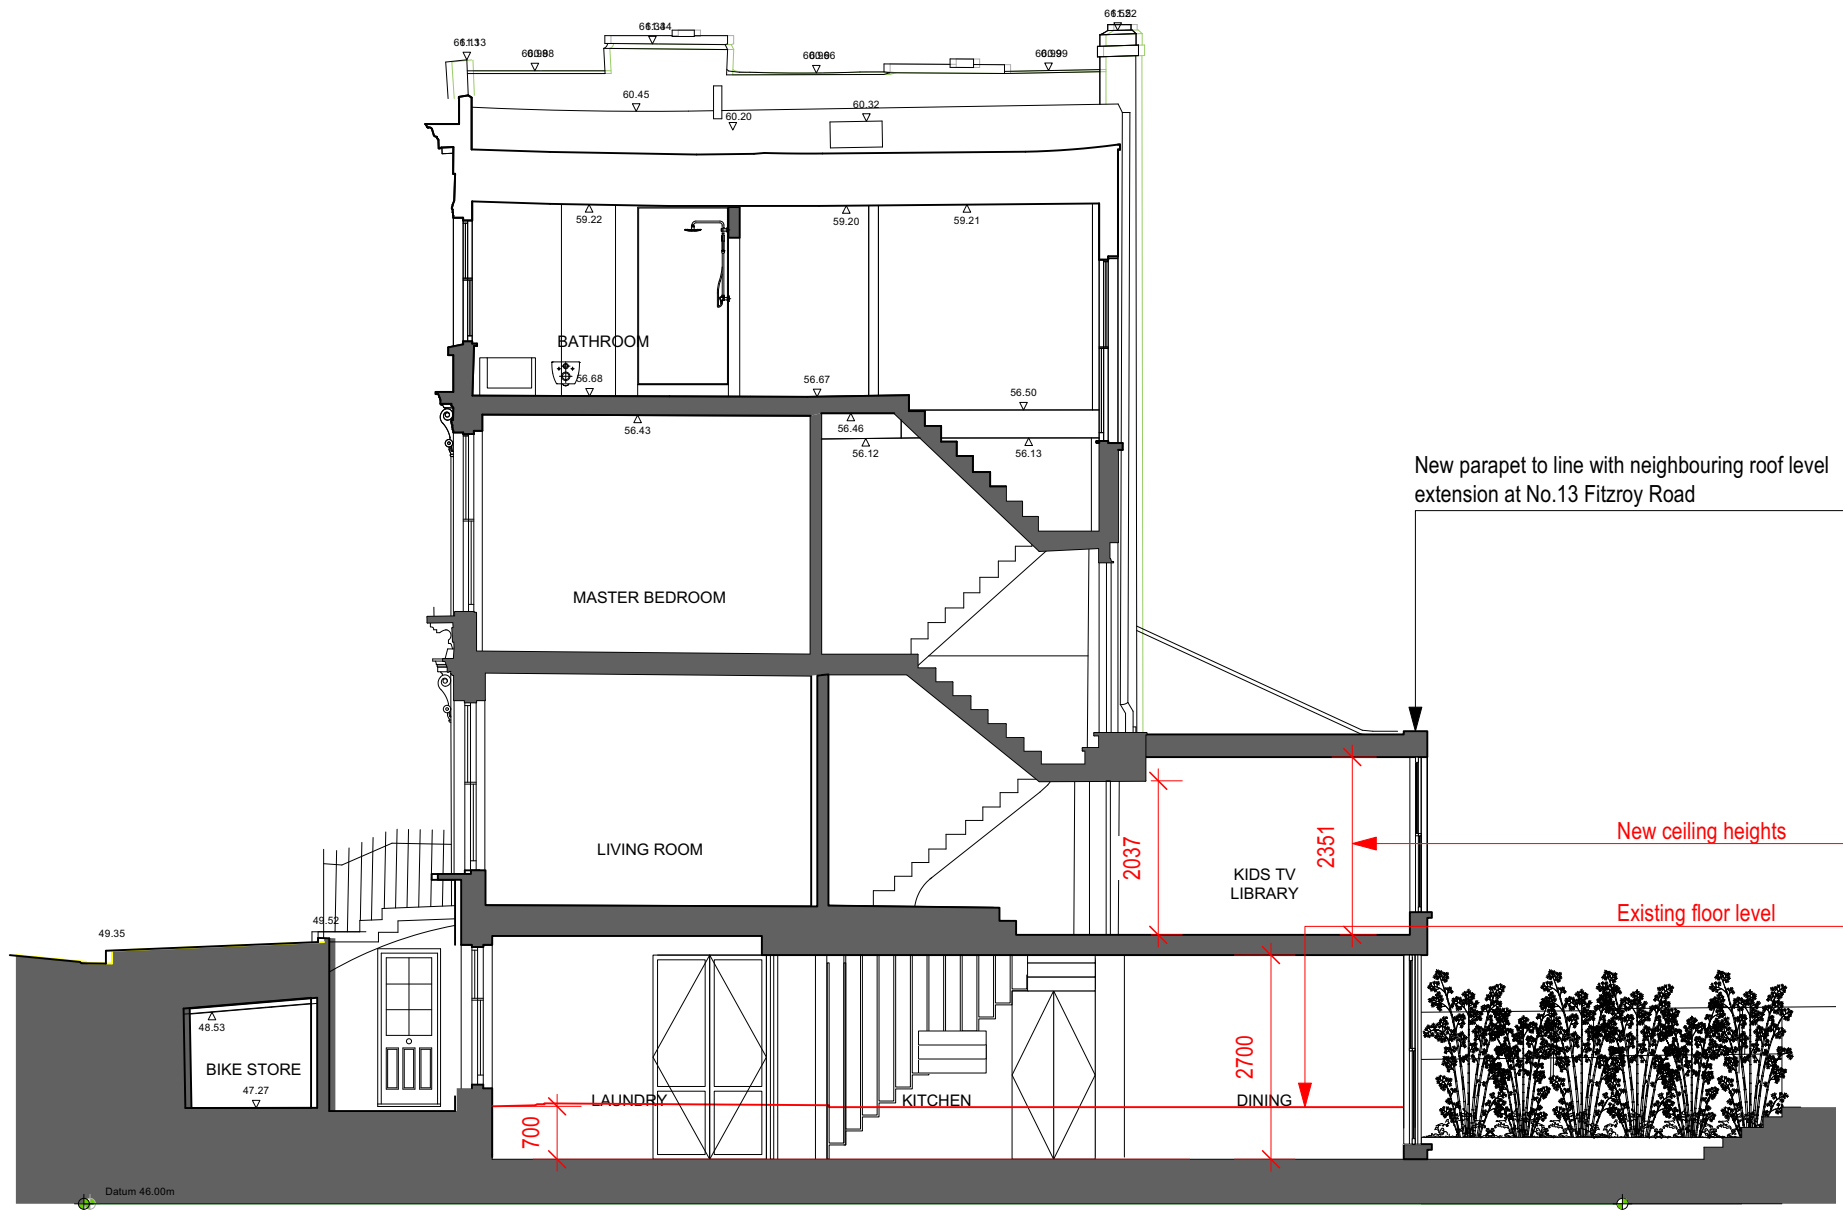 61.13
60.98
61.34
60.96
60.99
61.52
60.45
60.20
60.32
59.22
59.20
59.21
BATHROOM
56.68
56.67
56.50
56.43
56.46
56.12
56.13
New parapet to line with neighbouring roof level
extension at No.13 Fitzroy Road
MASTER BEDROOM
LIVING ROOM
2037
2351
New ceiling heights
KIDS TV
LIBRARY
Existing floor level
49.35
49.52
48.53
BIKE STORE
47.27
2700
LAUNDRY
KITCHEN
DINING
700
Datum 46.00m